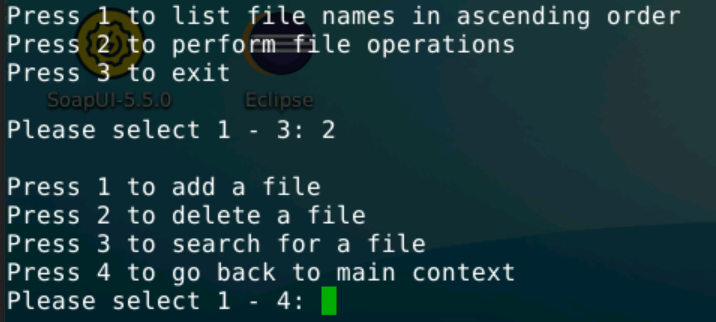 Press 1 to list file names in ascending order
Press 2 to perform file operations
Press 3 to exit
SoapUI-5.5.0 Eclipse
Please select 1 - 3: 2
Press 1 to add a file
Press 2 to delete a file
Press 3 to search for a file
Press 4 to go back to main context
Please select 1 - 4: